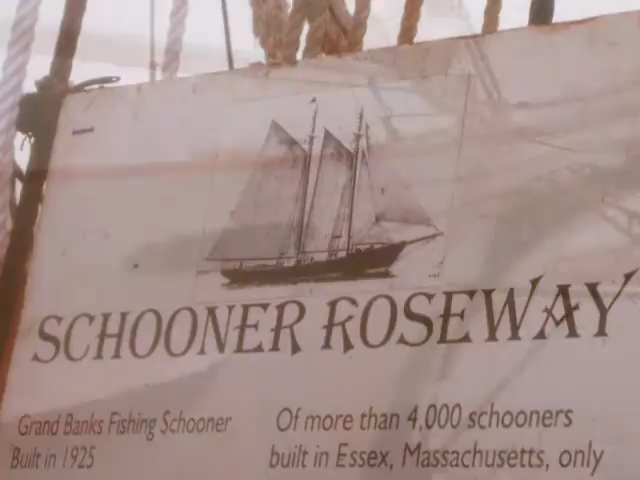 SCHOONER ROSEWAY
Grand Banks Fishing Schooner
Built in 1925
Of more than 4,000 schooners
built in Essex, Massachusetts, only